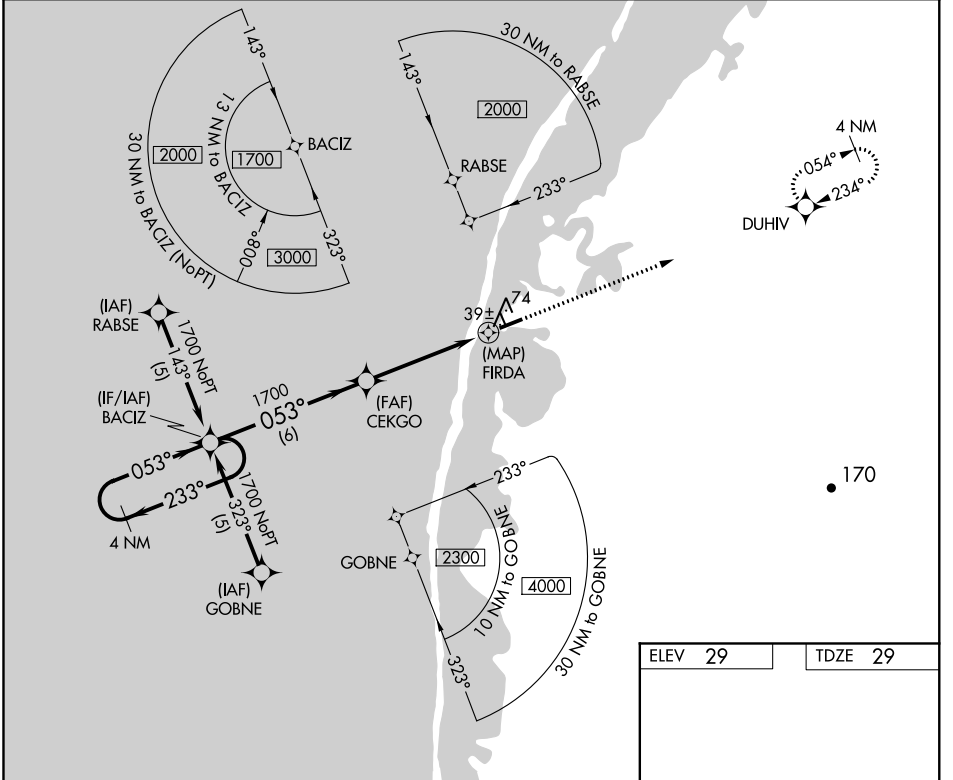 143°
13 NM to BACIZ
30 NM to BACIZ (NoPT)
2000
1700
BACIZ
008°
3000
323°
30 NM to RABSE
143°
2000
RABSE
233°
4 NM
054°
234°
DUHIV
(IAF)
RABSE
1700 NoPT
143°
(5)
(IF/IAF)
BACIZ
1700
053°
(6)
(FAF)
CEKGO
39±
74
(MAP)
FIRDA
053°
233°
4 NM
1700 NoPT
323°
(5)
(IAF)
GOBNE
233°
GOBNE
2300
10 NM to GOBNE
4000
30 NM to GOBNE
323°
170
ELEV 29
TDZE 29